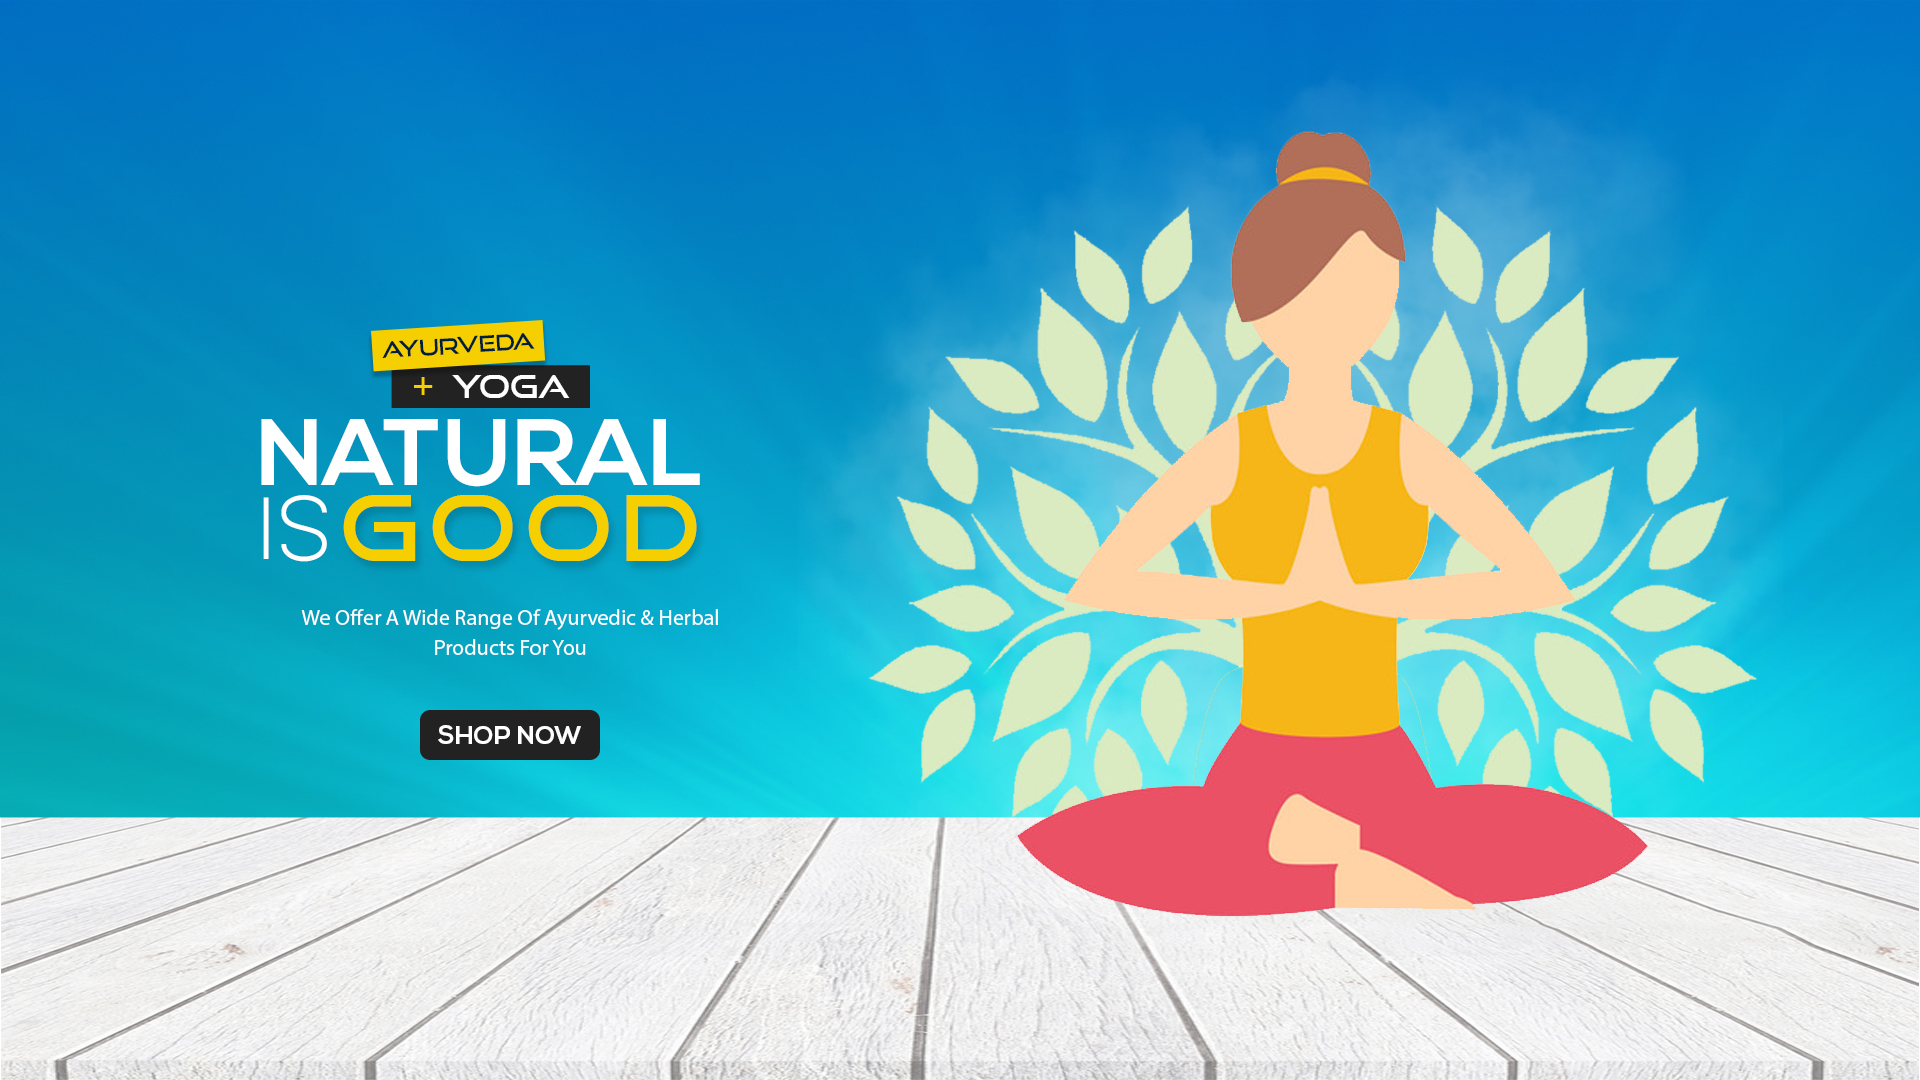 AYURVEDA
+ YOGA
NATURAL
IS GOOD
We Offer A Wide Range Of Ayurvedic & Herbal
Products For You
SHOP NOW